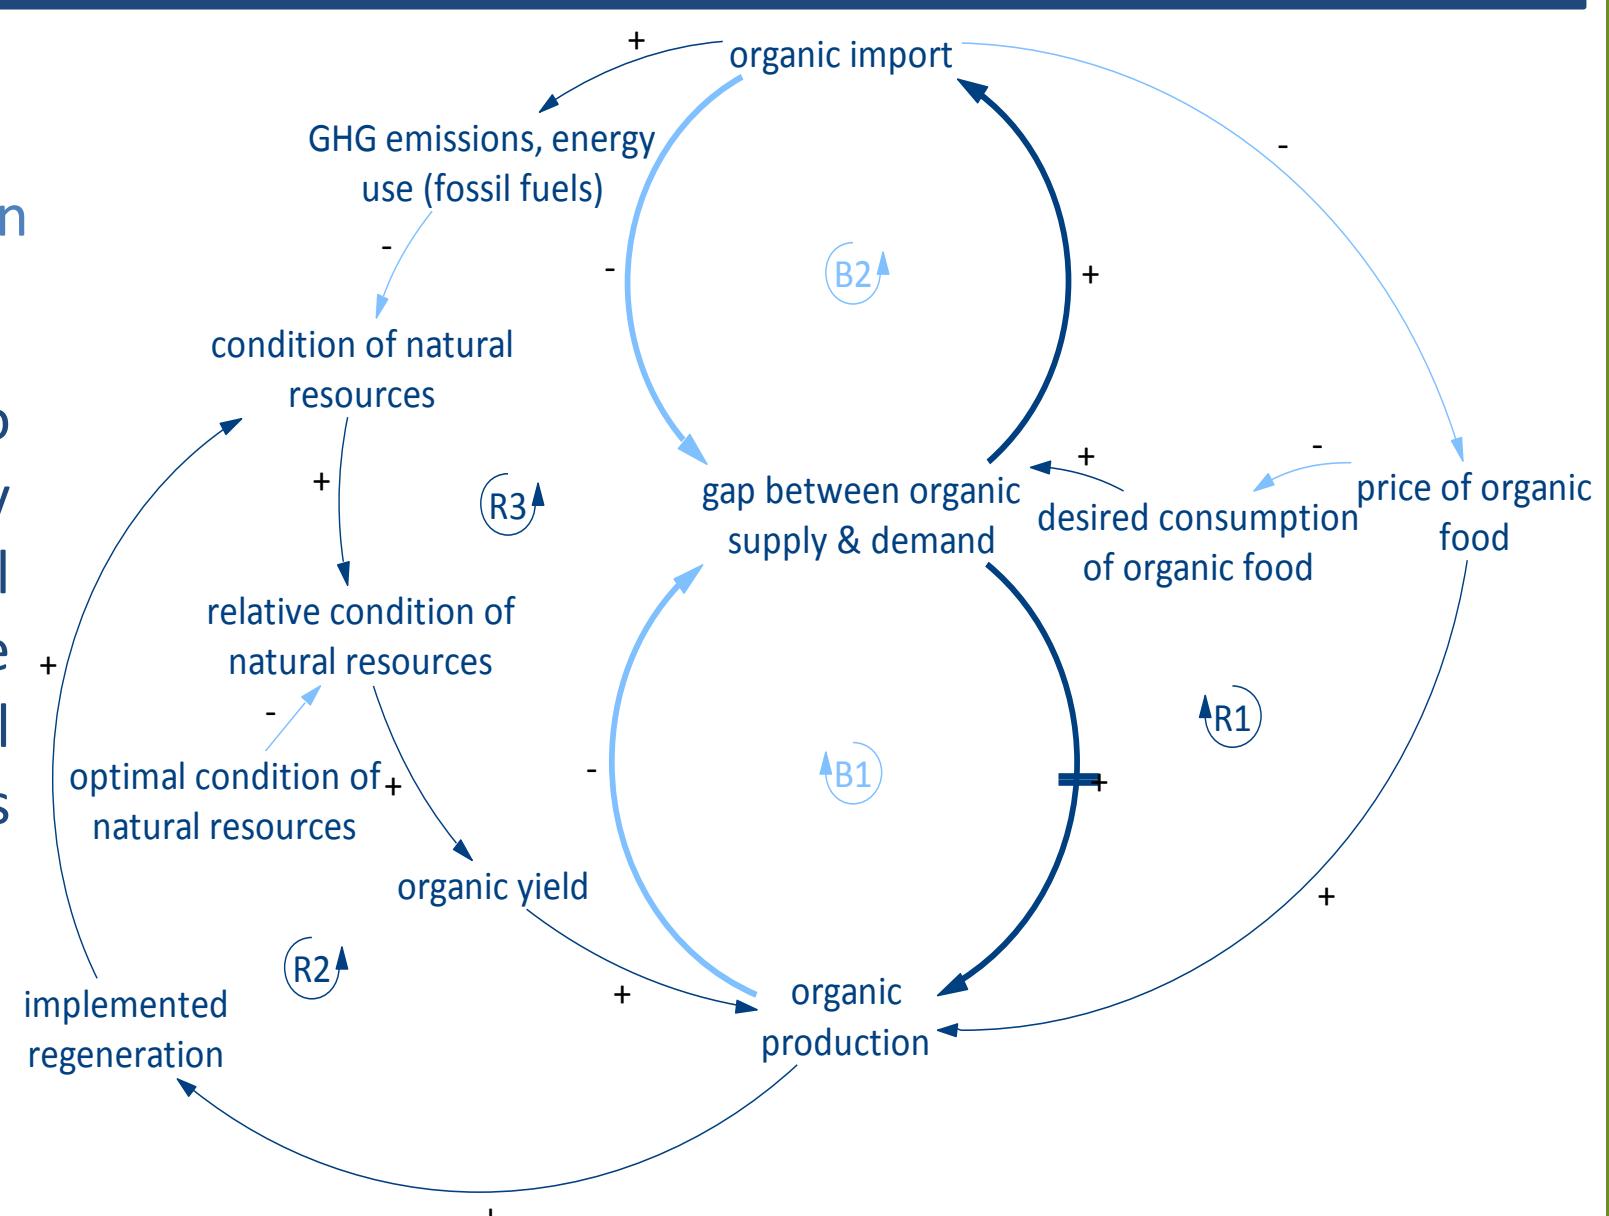 +
organic import
GHG emissions, energy
use (fossil fuels)
-
-
n
-
B2
+
condition of natural
resources
+
R3
-
+
gap between organic
supply & demand
desired consumption
of organic food
price of organic
food
relative condition of
natural resources
+
-
R1
optimal condition of
natural resources
+
-
B1
+
organic yield
+
R2
+
organic
production
implemented
regeneration